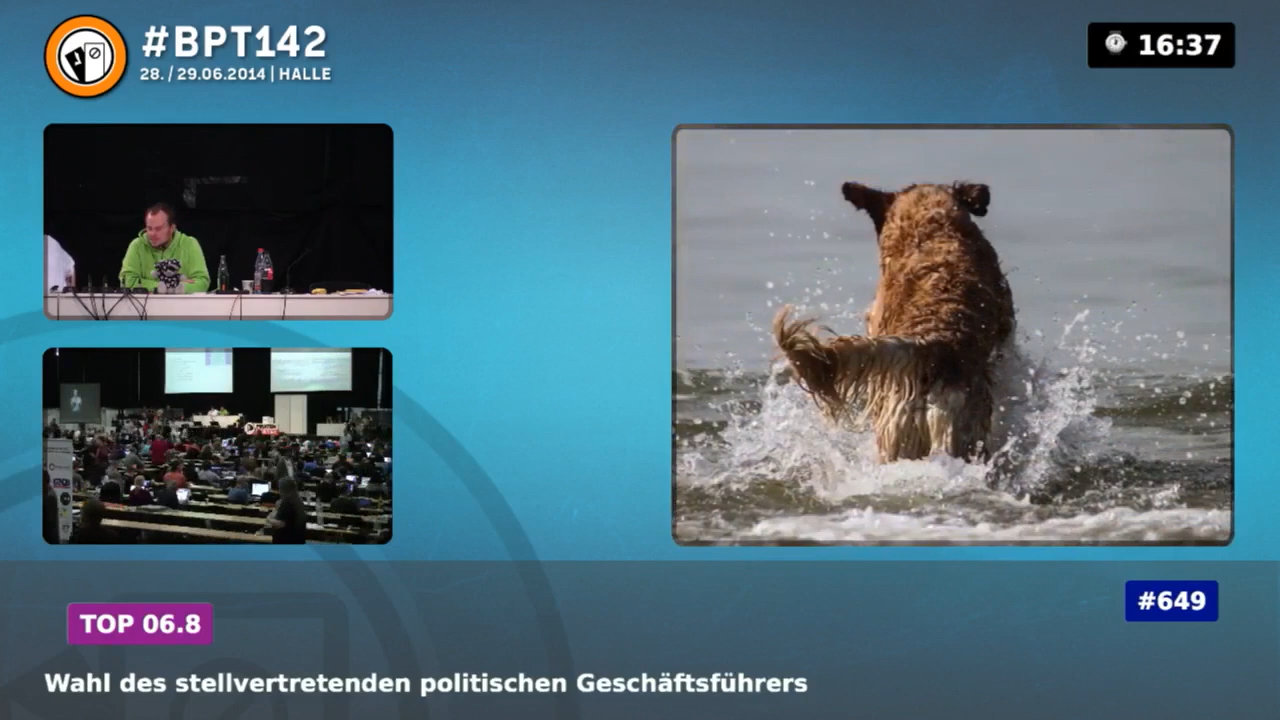 #BPT142
28. / 29.06.2014 | HALLE
16:37
#649
TOP 06.8
Wahl des stellvertretenden politischen Geschäftsführers